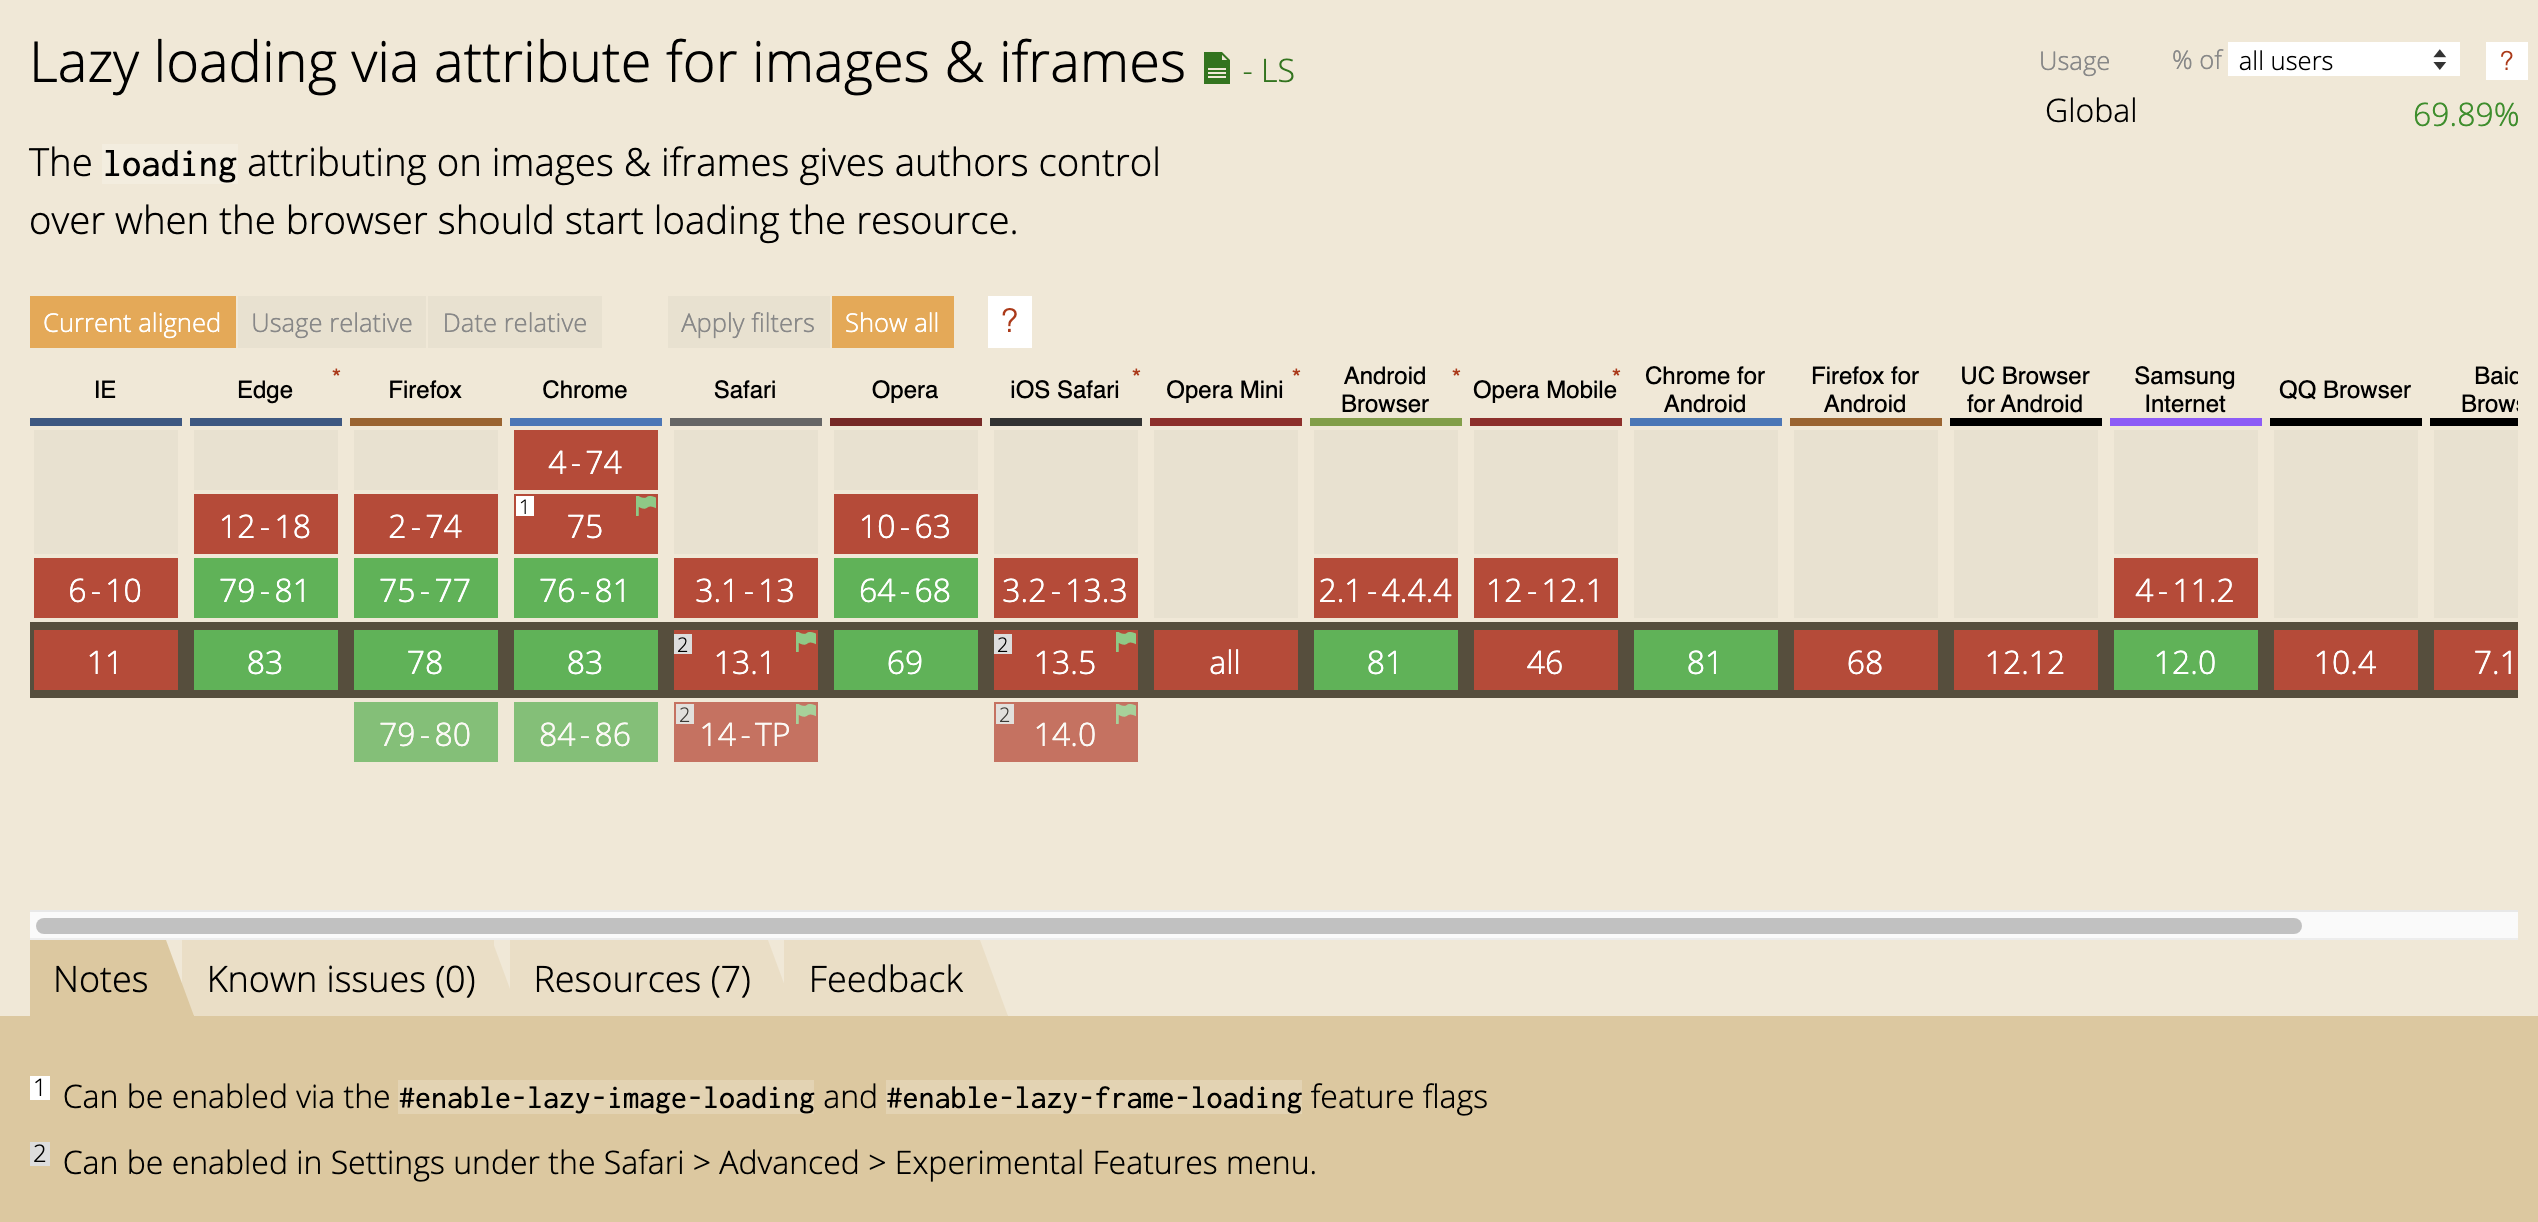 Lazy loading via attribute for images & iframes - LS
Usage % of all users ?
Global 69.89%
The loading attributing on images & iframes gives authors control
over when the browser should start loading the resource.
Current aligned Usage relative Date relative Apply filters Show all ?
IE Edge * Firefox Chrome Safari Opera iOS Safari * Opera Mini * Android Browser * Opera Mobile * Chrome for Android Firefox for Android UC Browser for Android Samsung Internet QQ Browser
4-74
12-18 2-74 1 75 10-63
6-10 79-81 75-77 76-81 3.1-13 64-68 3.2-13.3 2.1-4.4.4 12-12.1 4-11.2
11 83 78 83 2 13.1 69 2 13.5 all 81 46 81 68 12.12 12.0 10.4 7.1
79-80 84-86 2 14-TP 2 14.0
Notes Known issues (0) Resources (7) Feedback
1 Can be enabled via the #enable-lazy-image-loading and #enable-lazy-frame-loading feature flags
2 Can be enabled in Settings under the Safari > Advanced > Experimental Features menu.